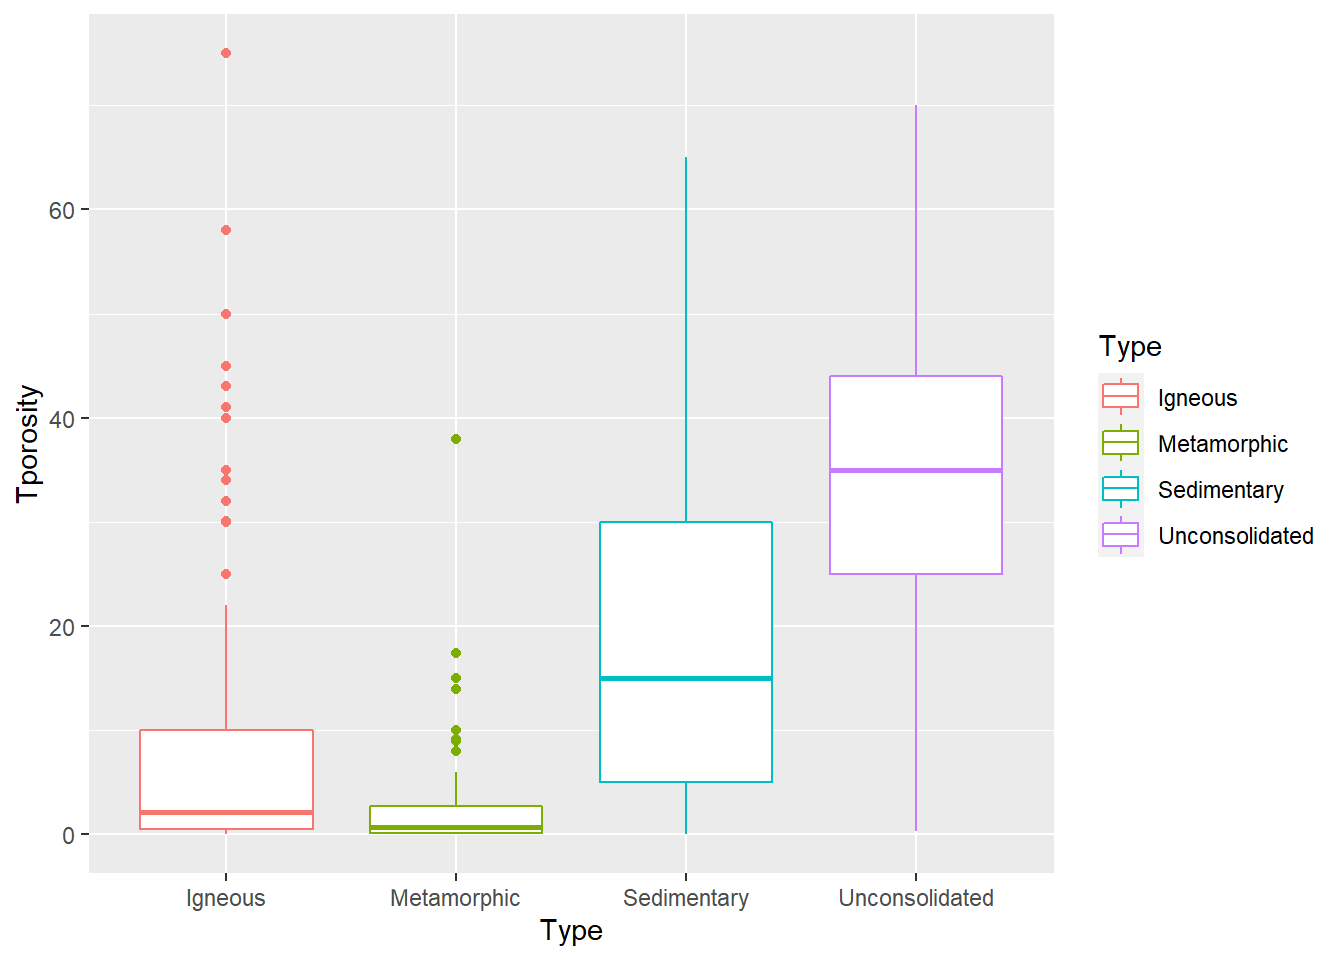 Tporosity
60
40
20
0
Igneous
Metamorphic
Sedimentary
Unconsolidated
Type
Type
Igneous
Metamorphic
Sedimentary
Unconsolidated